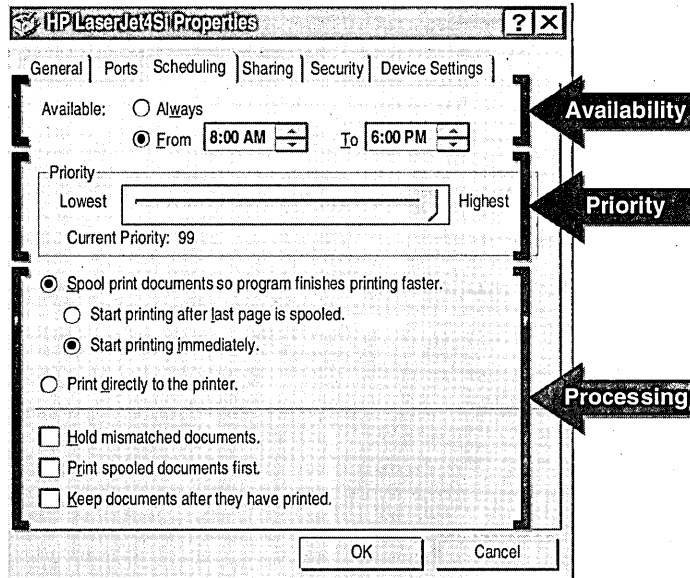 HP LaserJet4Si Properties
General Ports Scheduling Sharing Security Device Settings
Available: Always
From 8:00 AM To 6:00 PM
Availability
Priority
Lowest Highest
Current Priority: 99
Priority
Spool print documents so program finishes printing faster.
Start printing after last page is spooled.
Start printing immediately.
Print directly to the printer.
Processing
Hold mismatched documents.
Print spooled documents first.
Keep documents after they have printed.
OK Cancel